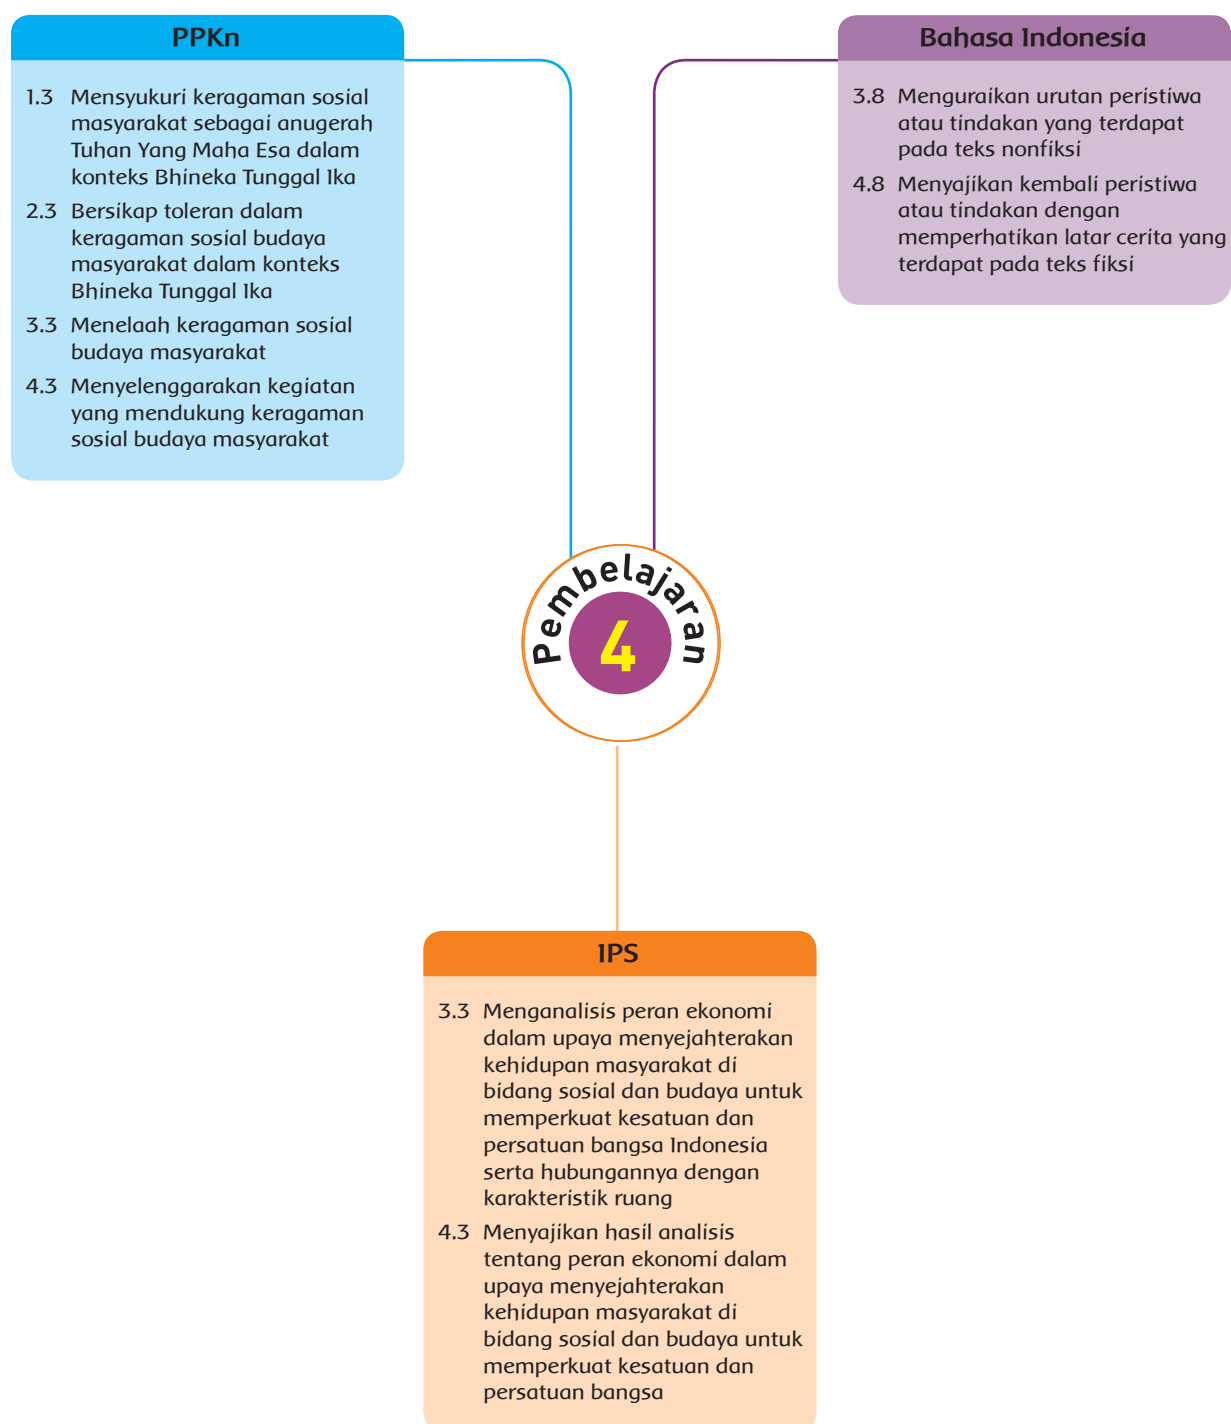 PPKn
1.3 Mensyukuri keragaman sosial
masyarakat sebagai anugerah
Tuhan Yang Maha Esa dalam
konteks Bhineka Tunggal Ika
2.3 Bersikap toleran dalam
keragaman sosial budaya
masyarakat dalam konteks
Bhineka Tunggal Ika
3.3 Menelaah keragaman sosial
budaya masyarakat
4.3 Menyelenggarakan kegiatan
yang mendukung keragaman
sosial budaya masyarakat
Bahasa Indonesia
3.8 Menguraikan urutan peristiwa
atau tindakan yang terdapat
pada teks nonfiksi
4.8 Menyajikan kembali peristiwa
atau tindakan dengan
memperhatikan latar cerita yang
terdapat pada teks fiksi
Pembelajaran
4
IPS
3.3 Menganalisis peran ekonomi
dalam upaya menyejahterakan
kehidupan masyarakat di
bidang sosial dan budaya untuk
memperkuat kesatuan dan
persatuan bangsa Indonesia
serta hubungannya dengan
karakteristik ruang
4.3 Menyajikan hasil analisis
tentang peran ekonomi dalam
upaya menyejahterakan
kehidupan masyarakat di
bidang sosial dan budaya untuk
memperkuat kesatuan dan
persatuan bangsa